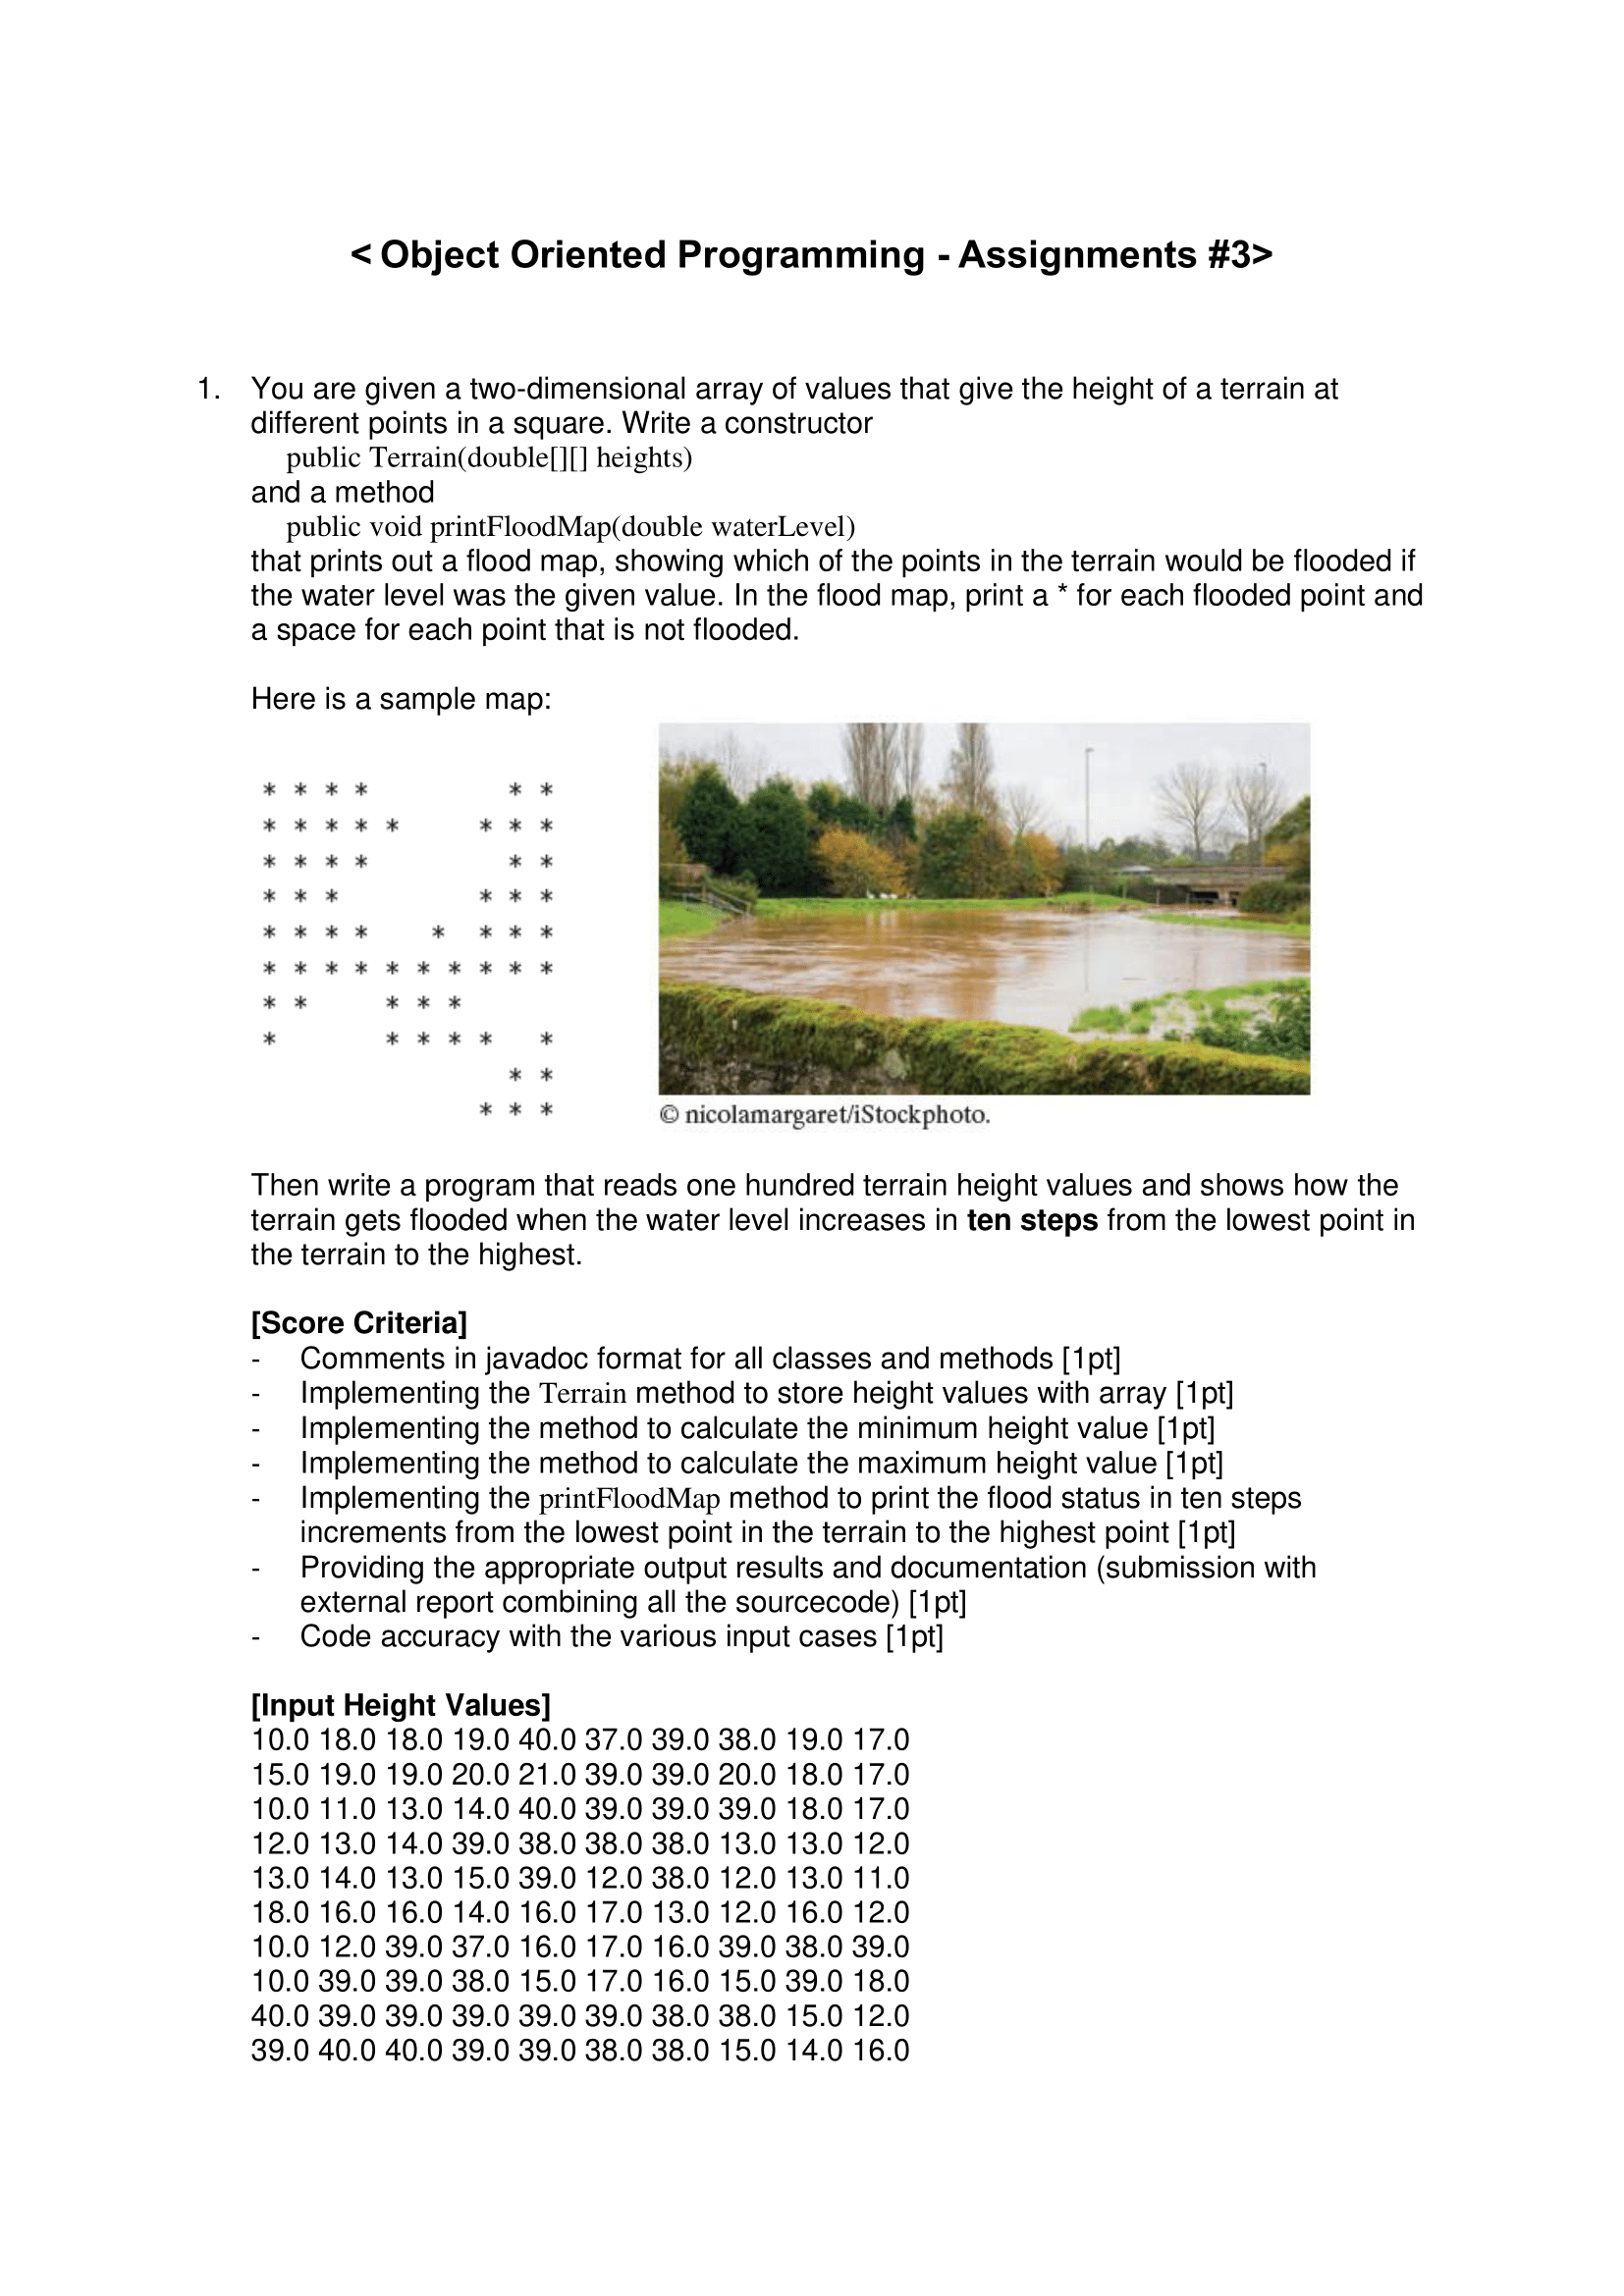 < Object Oriented Programming - Assignments #3>
1. You are given a two-dimensional array of values that give the height of a terrain at
different points in a square. Write a constructor
public Terrain(double[][] heights)
and a method
public void printFloodMap(double waterLevel)
that prints out a flood map, showing which of the points in the terrain would be flooded if
the water level was the given value. In the flood map, print a * for each flooded point and
a space for each point that is not flooded.
Here is a sample map:
* * * *         * *
* * * * *     * * *
* * * *         * *
* * *         * * *
* * * *   *   * * *
* * * * * * * * * *
* *     * * *
*       * * * *   *
                * *
              * * *
© nicolamargaret/iStockphoto.
Then write a program that reads one hundred terrain height values and shows how the
terrain gets flooded when the water level increases in ten steps from the lowest point in
the terrain to the highest.
[Score Criteria]
- Comments in javadoc format for all classes and methods [1pt]
- Implementing the Terrain method to store height values with array [1pt]
- Implementing the method to calculate the minimum height value [1pt]
- Implementing the method to calculate the maximum height value [1pt]
- Implementing the printFloodMap method to print the flood status in ten steps
increments from the lowest point in the terrain to the highest point [1pt]
- Providing the appropriate output results and documentation (submission with
external report combining all the sourcecode) [1pt]
- Code accuracy with the various input cases [1pt]
[Input Height Values]
10.0 18.0 18.0 19.0 40.0 37.0 39.0 38.0 19.0 17.0
15.0 19.0 19.0 20.0 21.0 39.0 39.0 20.0 18.0 17.0
10.0 11.0 13.0 14.0 40.0 39.0 39.0 39.0 18.0 17.0
12.0 13.0 14.0 39.0 38.0 38.0 38.0 13.0 13.0 12.0
13.0 14.0 13.0 15.0 39.0 12.0 38.0 12.0 13.0 11.0
18.0 16.0 16.0 14.0 16.0 17.0 13.0 12.0 16.0 12.0
10.0 12.0 39.0 37.0 16.0 17.0 16.0 39.0 38.0 39.0
10.0 39.0 39.0 38.0 15.0 17.0 16.0 15.0 39.0 18.0
40.0 39.0 39.0 39.0 39.0 39.0 38.0 38.0 15.0 12.0
39.0 40.0 40.0 39.0 39.0 38.0 38.0 15.0 14.0 16.0